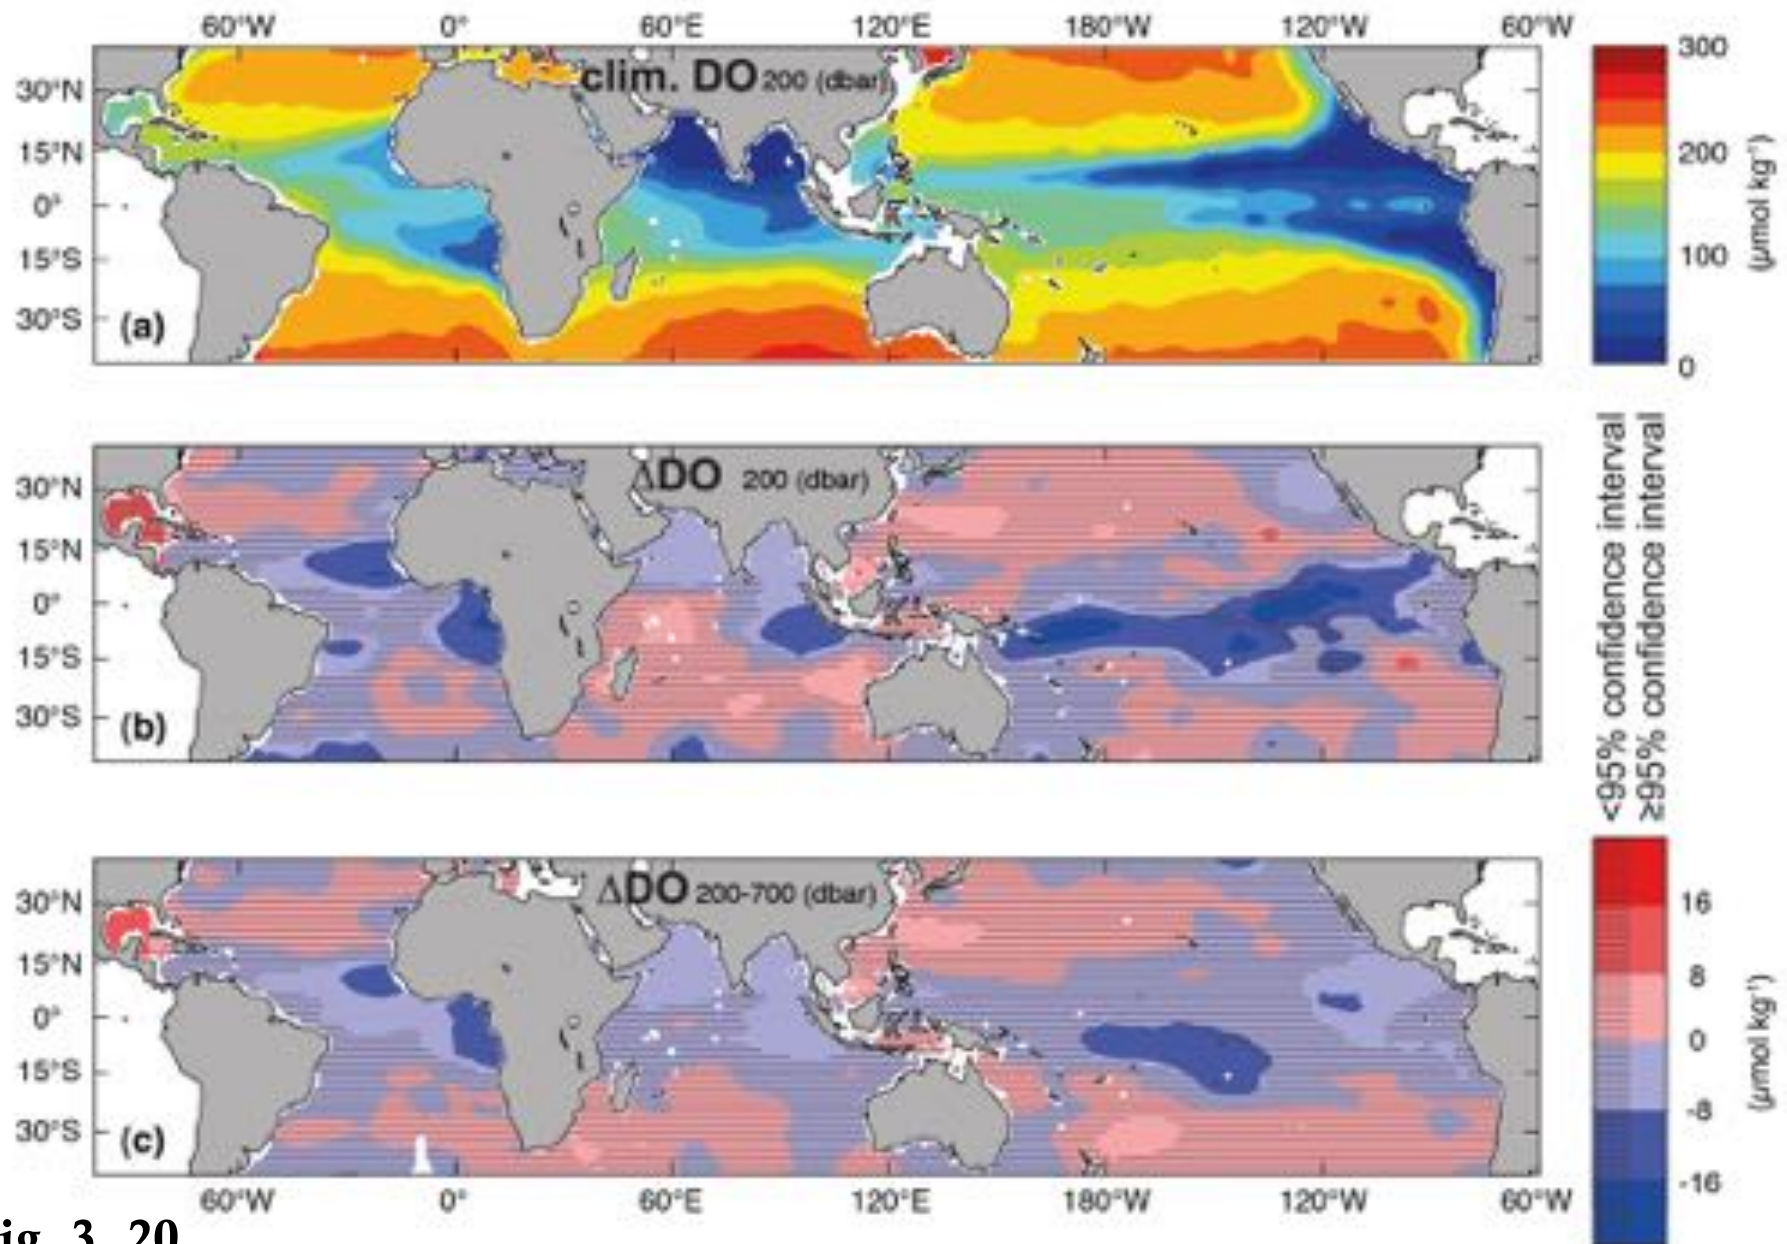 60°W 0° 60°E 120°E 180°W 120°W 60°W
clim. DO 200 (dbar)
30°N
15°N
0°
15°S
30°S
(a)
300
200
100
0
(µmol kg⁻¹)
ΔDO 200 (dbar)
30°N
15°N
0°
15°S
30°S
(b)
<95% confidence interval
≥95% confidence interval
ΔDO 200-700 (dbar)
30°N
15°N
0°
15°S
30°S
(c)
16
8
0
-8
-16
(µmol kg⁻¹)
60°W 0° 60°E 120°E 180°W 120°W 60°W
ig. 3. 20